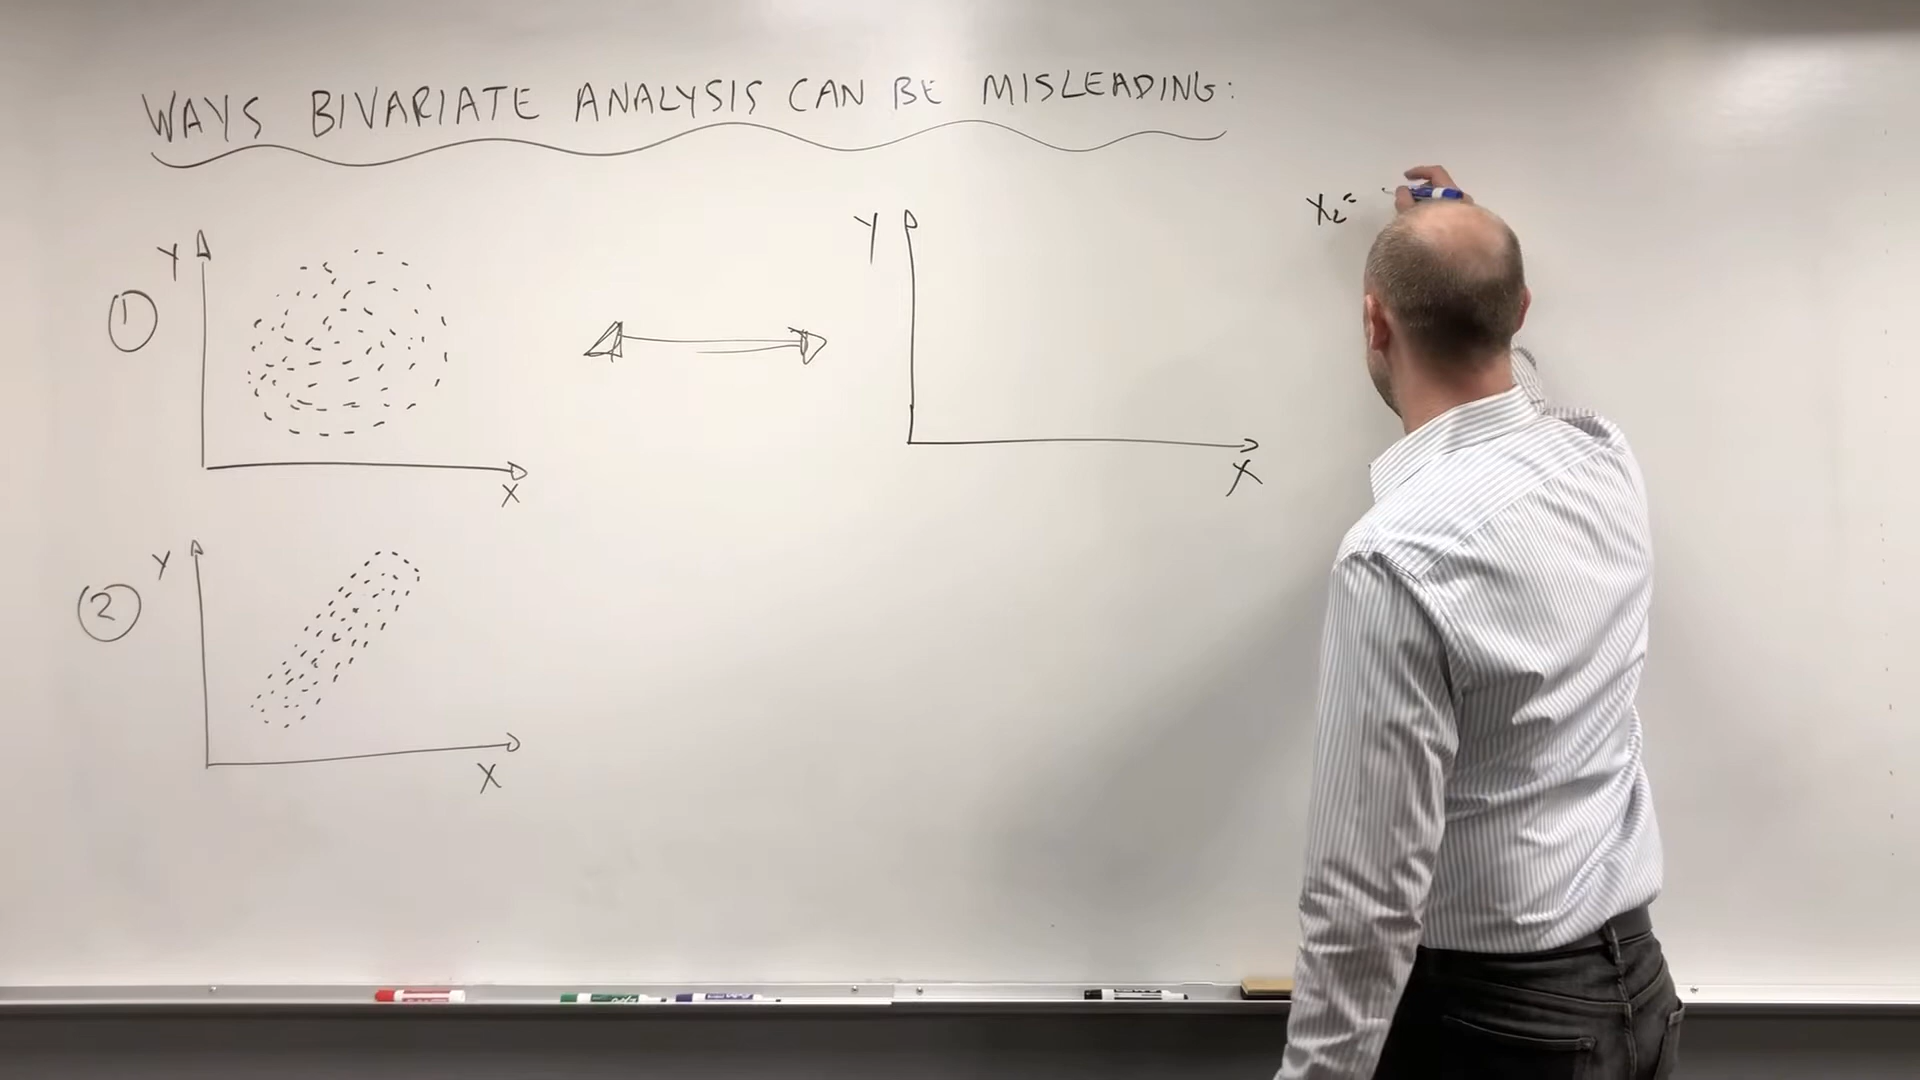 WAYS BIVARIATE ANALYSIS CAN BE MISLEADING:
Y
①
X
Y
X₂=
X
Y
②
X